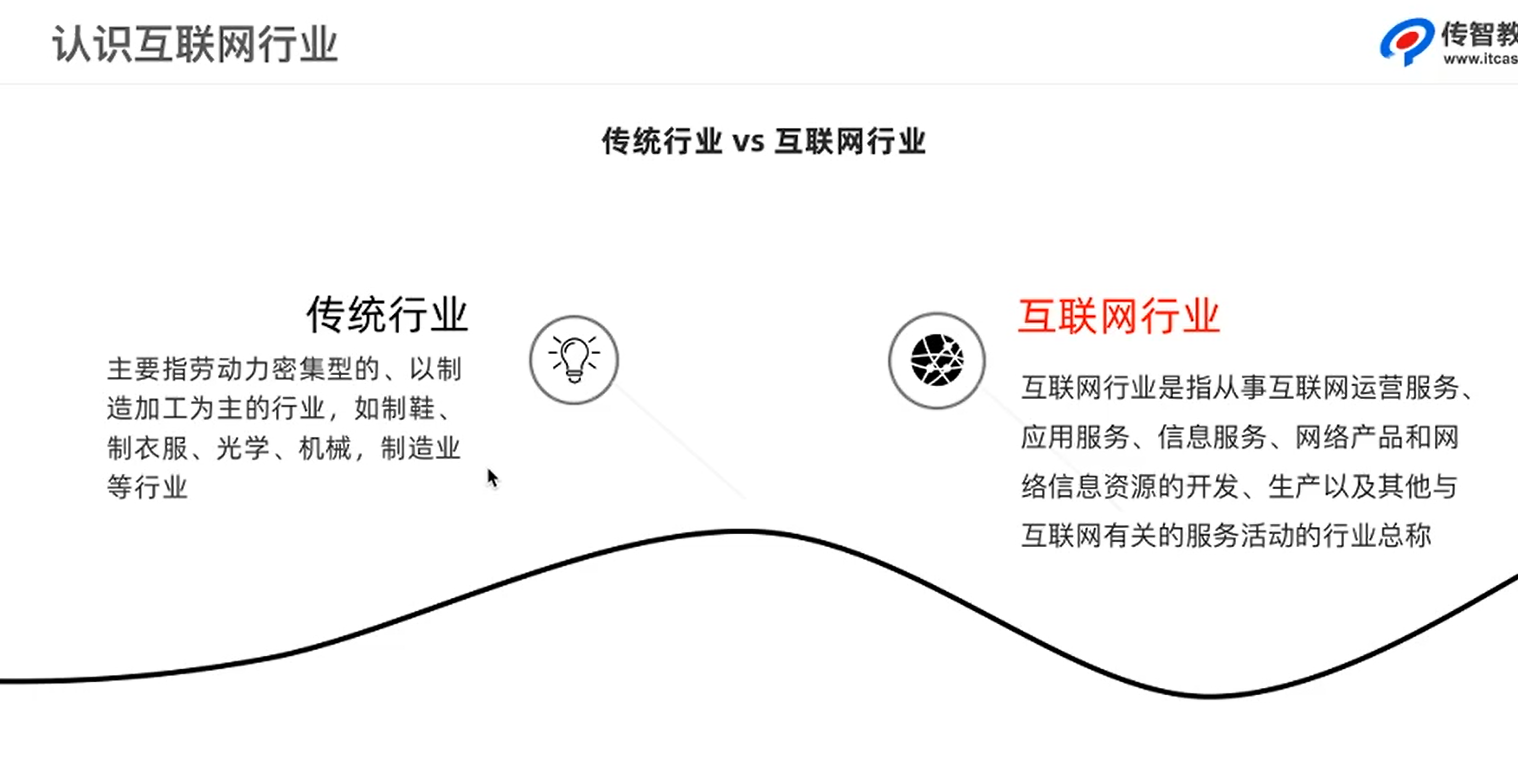 认识互联网行业
传智教
www.itcas
传统行业 vs 互联网行业
传统行业
主要指劳动力密集型的、以制
造加工为主的行业，如制鞋、
制衣服、光学、机械，制造业
等行业
互联网行业
互联网行业是指从事互联网运营服务、
应用服务、信息服务、网络产品和网
络信息资源的开发、生产以及其他与
互联网有关的服务活动的行业总称